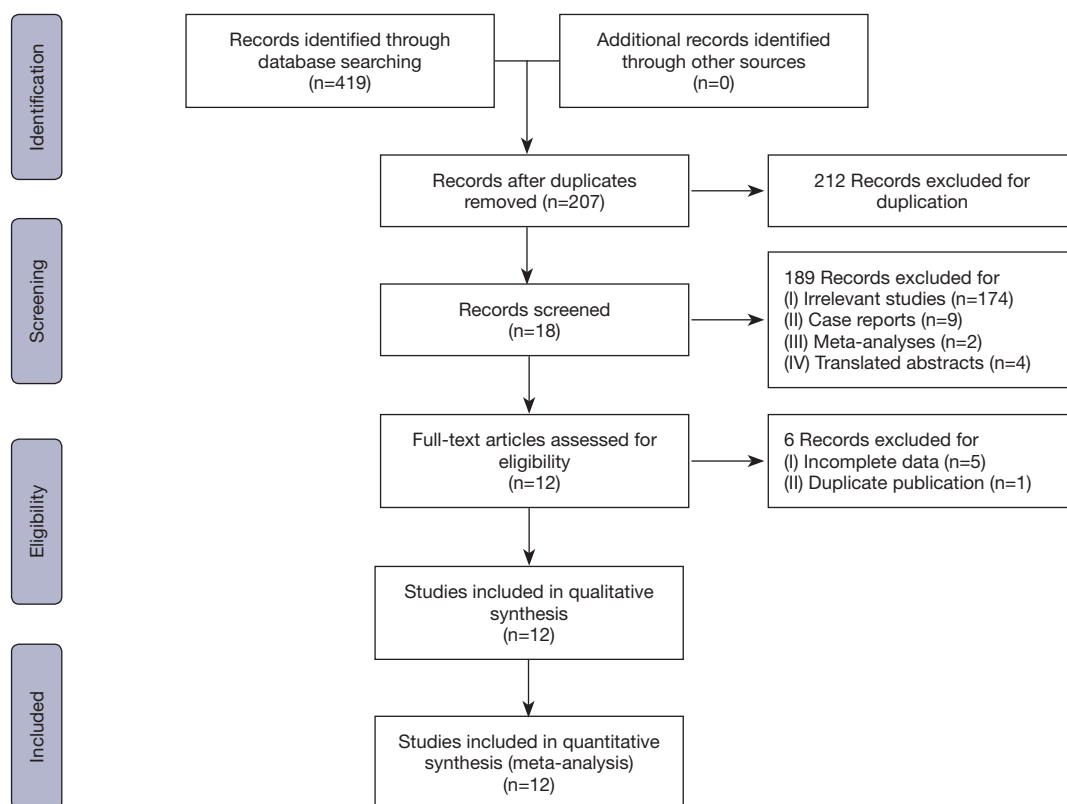 Identification
Records identified through
database searching
(n=419)
Additional records identified
through other sources
(n=0)
Records after duplicates
removed (n=207)
212 Records excluded for
duplication
Screening
Records screened
(n=18)
189 Records excluded for
(I) Irrelevant studies (n=174)
(II) Case reports (n=9)
(III) Meta-analyses (n=2)
(IV) Translated abstracts (n=4)
Eligibility
Full-text articles assessed for
eligibility
(n=12)
6 Records excluded for
(I) Incomplete data (n=5)
(II) Duplicate publication (n=1)
Studies included in qualitative
synthesis
(n=12)
Included
Studies included in quantitative
synthesis (meta-analysis)
(n=12)